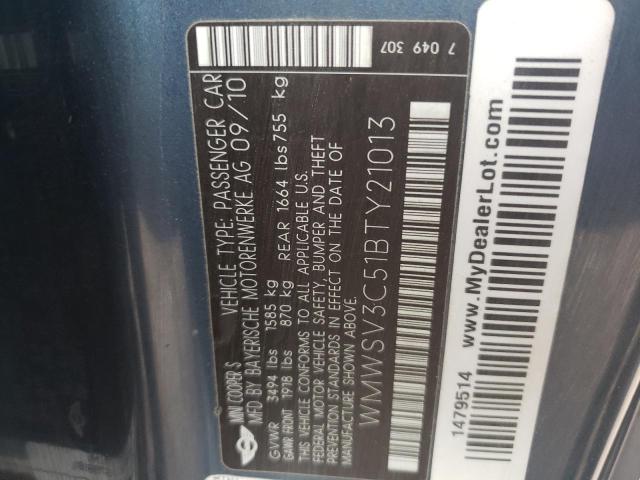 7 049 307
MINI COOPER S
VEHICLE TYPE: PASSENGER CAR
MFD BY BAYERISCHE MOTORENWERKE AG 09/10
GVWR 3494 lbs 1585 kg
GAWR FRONT 1918 lbs 870 kg REAR 1664 lbs 755 kg
THIS VEHICLE CONFORMS TO ALL APPLICABLE U.S.
FEDERAL MOTOR VEHICLE SAFETY, BUMPER AND THEFT
PREVENTION STANDARDS IN EFFECT ON THE DATE OF
MANUFACTURE
WMWSV3C51BTY21013
1479514
www.MyDealerLot.com